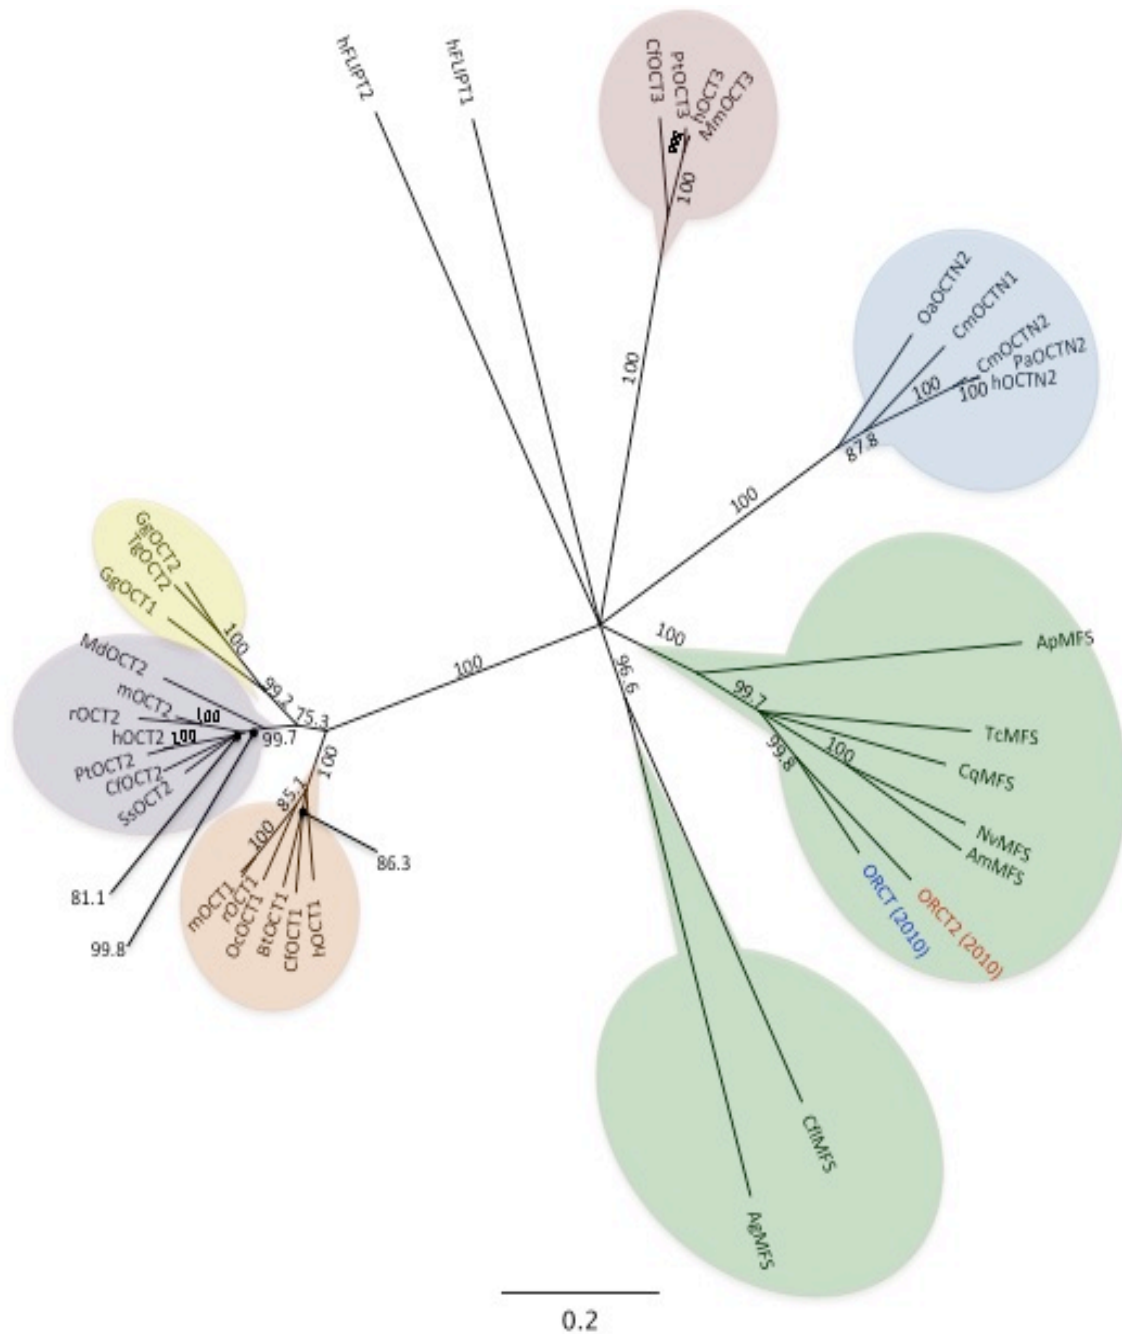 hFLIPT2
hFLIPT1
CfOCT3
PtOCT3
hOCT3
MmOCT3
100
100
OaOCTN2
CmOCTN1
CmOCTN2
PaOCTN2
hOCTN2
100
100
87.8
100
GgOCT2
TgOCT2
GgOCT1
100
99.2
75.3
100
MdOCT2
mOCT2
rOCT2
hOCT2
PtOCT2
CfOCT2
SsOCT2
100
100
99.7
81.1
99.8
100
85.1
100
86.3
mOCT1
rOCT1
OcOCT1
BtOCT1
CfOCT1
hOCT1
100
96.6
99.7
99.8
100
ApMFS
TcMFS
CqMFS
NvMFS
AmMFS
ORCT (2010)
ORCT2 (2010)
CflMFS
AgMFS
0.2